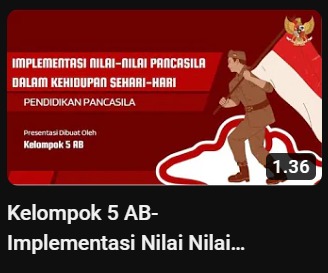 IMPLEMENTASI NILAI-NILAI PANCASILA
DALAM KEHIDUPAN SEHARI-HARI
PENDIDIKAN PANCASILA
Presentasi Dibuat Oleh
Kelompok 5 AB
1.36
Kelompok 5 AB-
Implementasi Nilai Nilai...